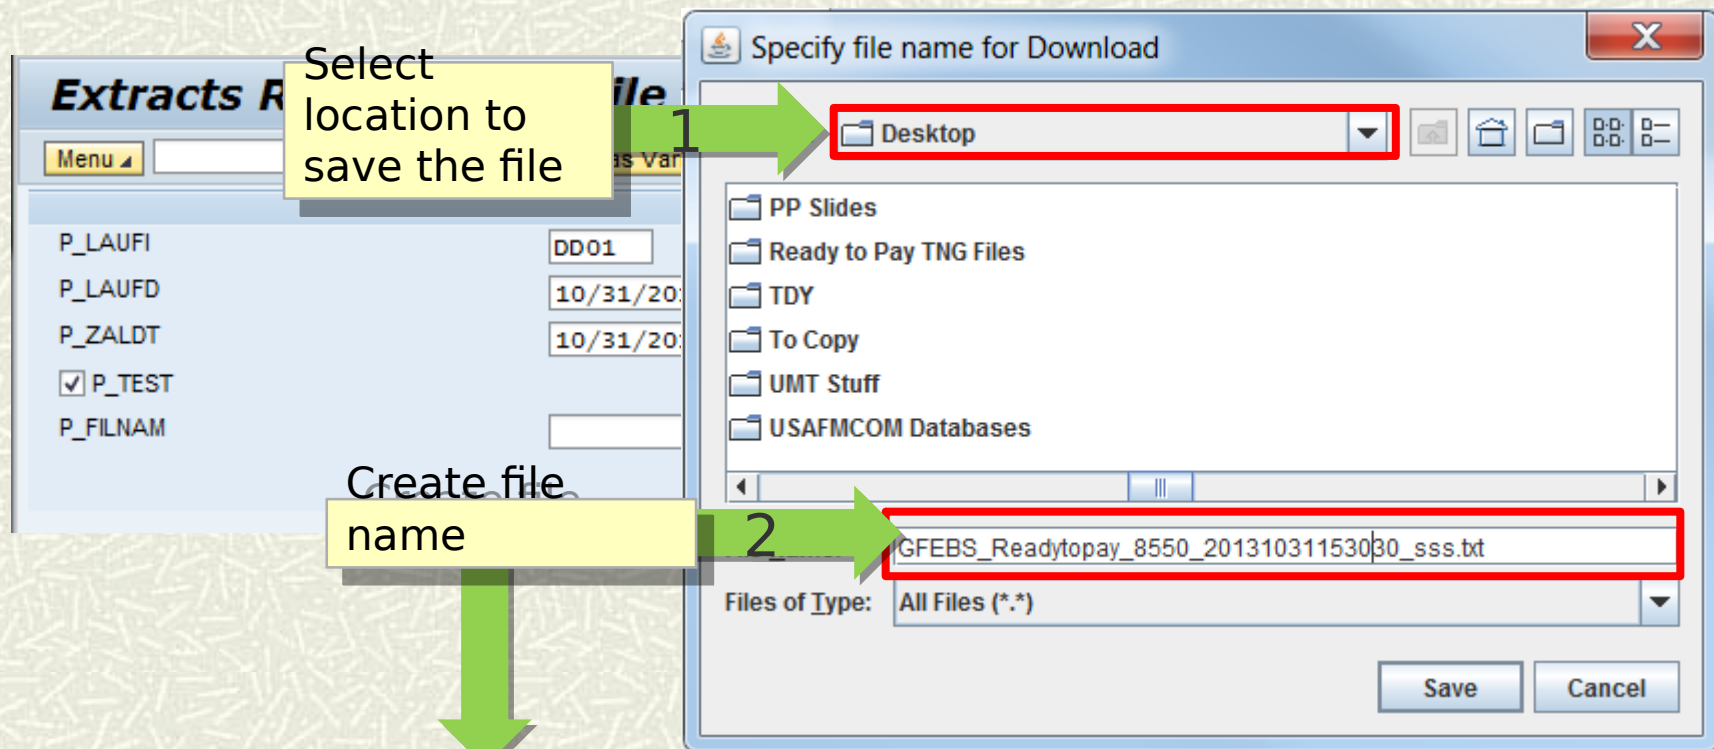 Specify file name for Download
Extracts R
ile
Select
location to
save the file
1
Desktop
Menu
as Var
PP Slides
Ready to Pay TNG Files
TDY
To Copy
UMT Stuff
USAFMCOM Databases
P_LAUFI
DD01
P_LAUFD
10/31/20
P_ZALDT
10/31/20
P_TEST
P_FILNAM
Create file
name
2
GFEBS_Readytopay_8550_20131031153030_sss.txt
Files of Type:
All Files (*.*)
Save
Cancel